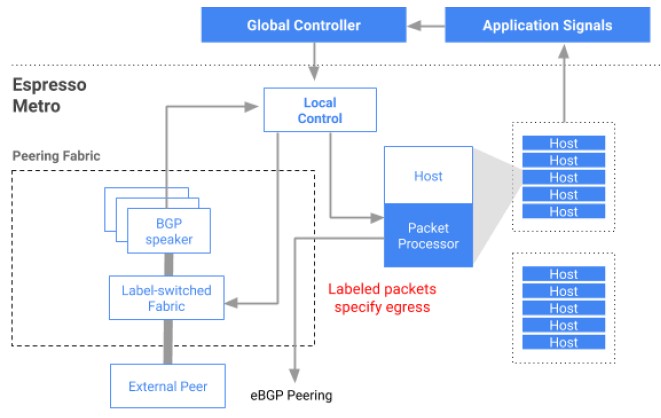 Global Controller
Application Signals
Espresso
Metro
Local
Control
Peering Fabric
BGP
speaker
Label-switched
Fabric
External Peer
Host
Packet
Processor
Labeled packets
specify egress
eBGP Peering
Host
Host
Host
Host
Host
Host
Host
Host
Host
Host